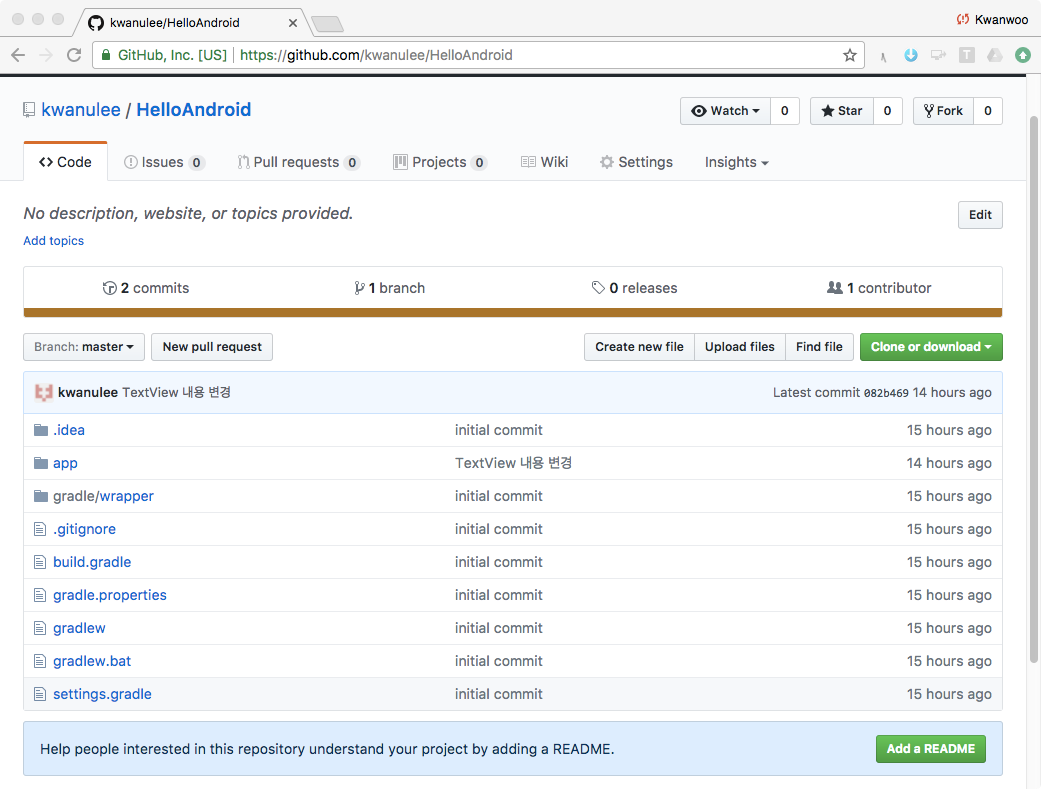 kwanulee/HelloAndroid
Kwanwoo
GitHub, Inc. [US] https://github.com/kwanulee/HelloAndroid
kwanulee / HelloAndroid
Watch 0 Star 0 Fork 0
Code Issues 0 Pull requests 0 Projects 0 Wiki Settings Insights
No description, website, or topics provided. Edit
Add topics
2 commits 1 branch 0 releases 1 contributor
Branch: master New pull request Create new file Upload files Find file Clone or download
kwanulee TextView 내용 변경 Latest commit 082b469 14 hours ago
.idea initial commit 15 hours ago
app TextView 내용 변경 14 hours ago
gradle/wrapper initial commit 15 hours ago
.gitignore initial commit 15 hours ago
build.gradle initial commit 15 hours ago
gradle.properties initial commit 15 hours ago
gradlew initial commit 15 hours ago
gradlew.bat initial commit 15 hours ago
settings.gradle initial commit 15 hours ago
Help people interested in this repository understand your project by adding a README. Add a README